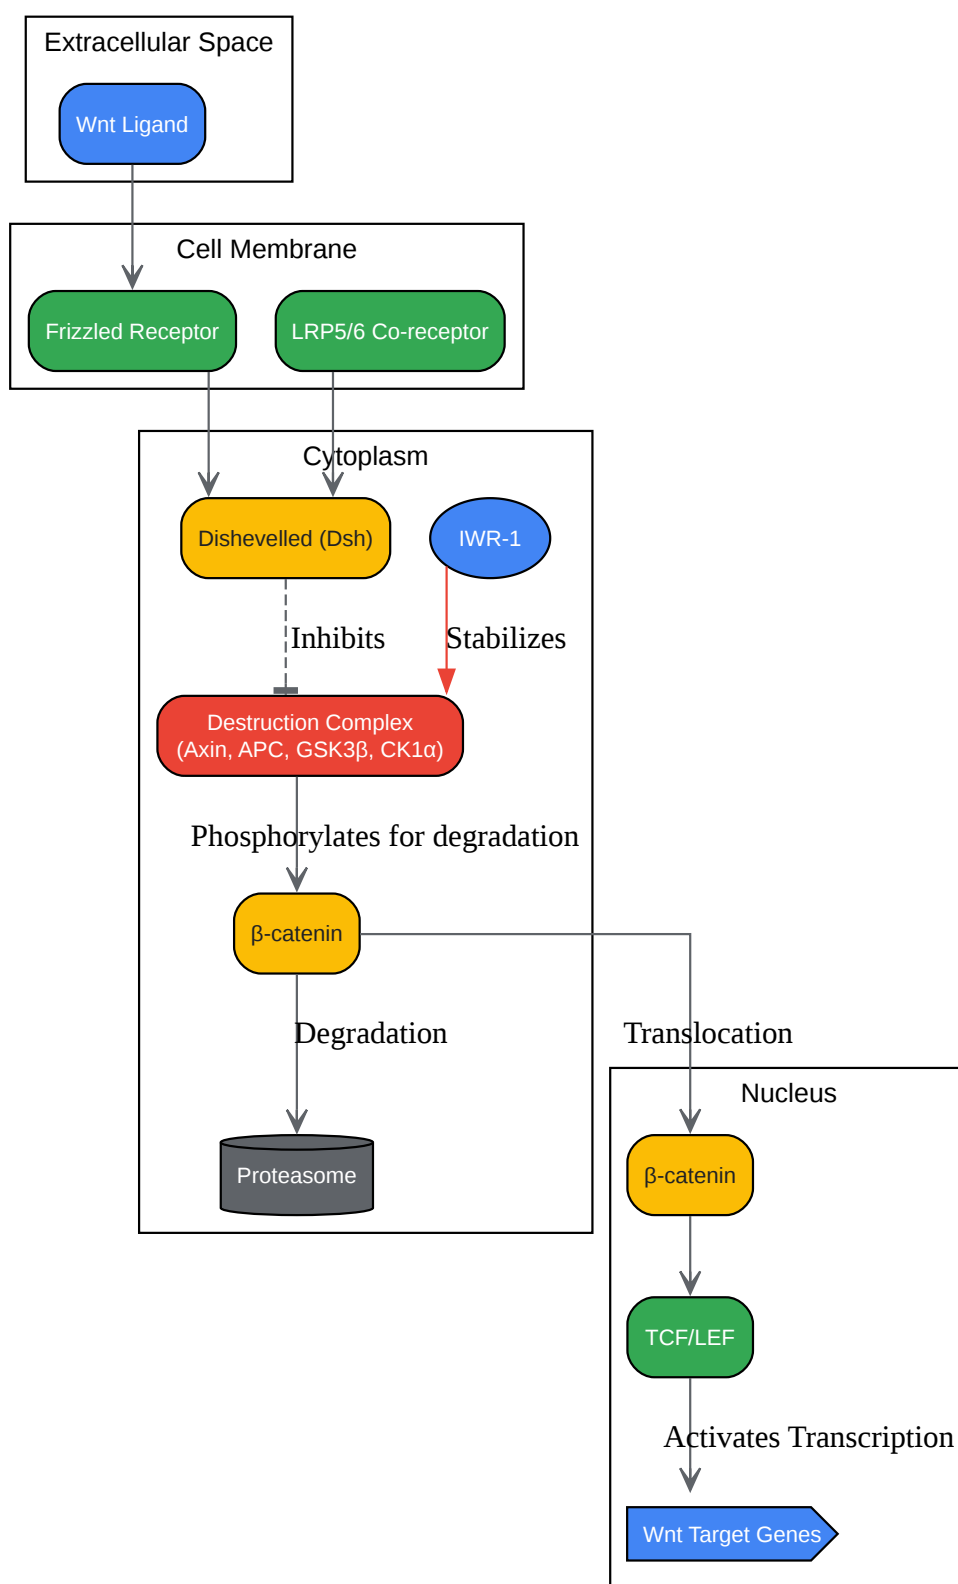 Extracellular Space
Wnt Ligand
Cell Membrane
Frizzled Receptor
LRP5/6 Co-receptor
Cytoplasm
Dishevelled (Dsh)
IWR-1
Inhibits
Stabilizes
Destruction Complex
(Axin, APC, GSK3β, CK1α)
Phosphorylates for degradation
β-catenin
Degradation
Translocation
Nucleus
Proteasome
β-catenin
TCF/LEF
Activates Transcription
Wnt Target Genes